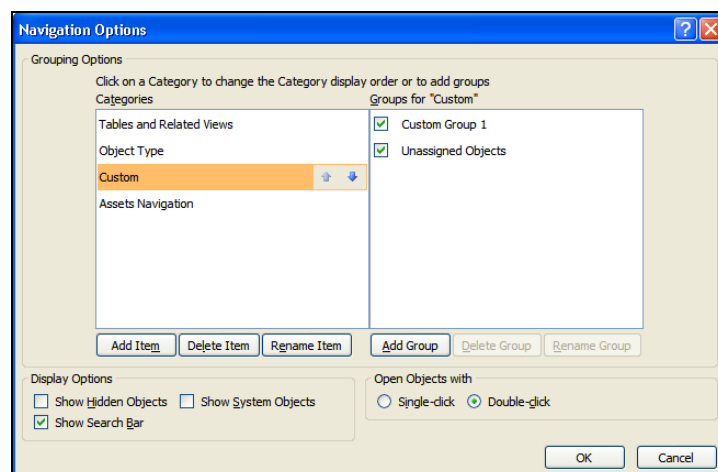 Navigation Options
Grouping Options
Click on a Category to change the Category display order or to add groups
Categories
Groups for "Custom"
Tables and Related Views
Object Type
Custom
Assets Navigation
Custom Group 1
Unassigned Objects
Add Item
Delete Item
Rename Item
Add Group
Delete Group
Rename Group
Display Options
Show Hidden Objects
Show System Objects
Show Search Bar
Open Objects with
Single-click
Double-click
OK
Cancel